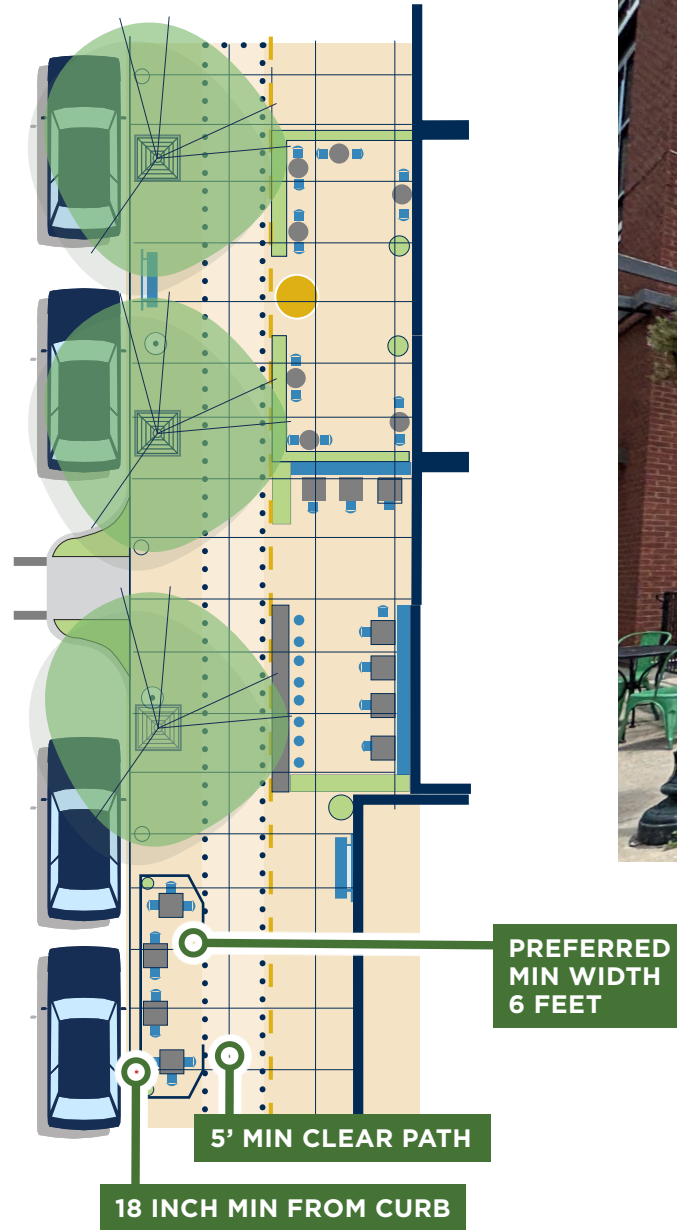 PREFERRED
MIN WIDTH
6 FEET
5’ MIN CLEAR PATH
18 INCH MIN FROM CURB